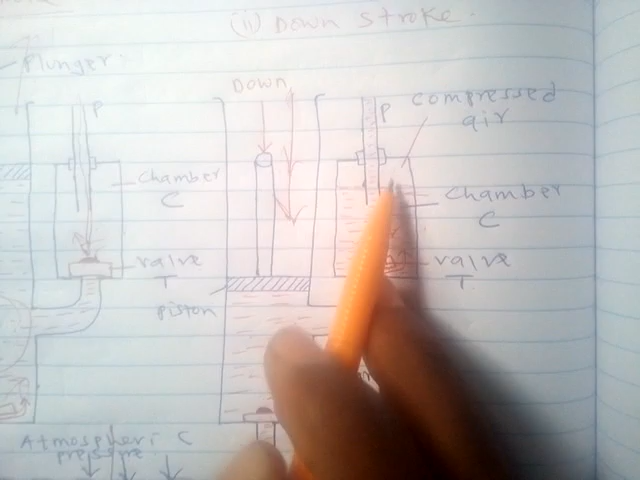 (ii) Down stroke.
Plunger
Down
P
P
compressed
air
chamber
C
chamber
C
valve
T
valve
T
piston
Atmospheric
pressure